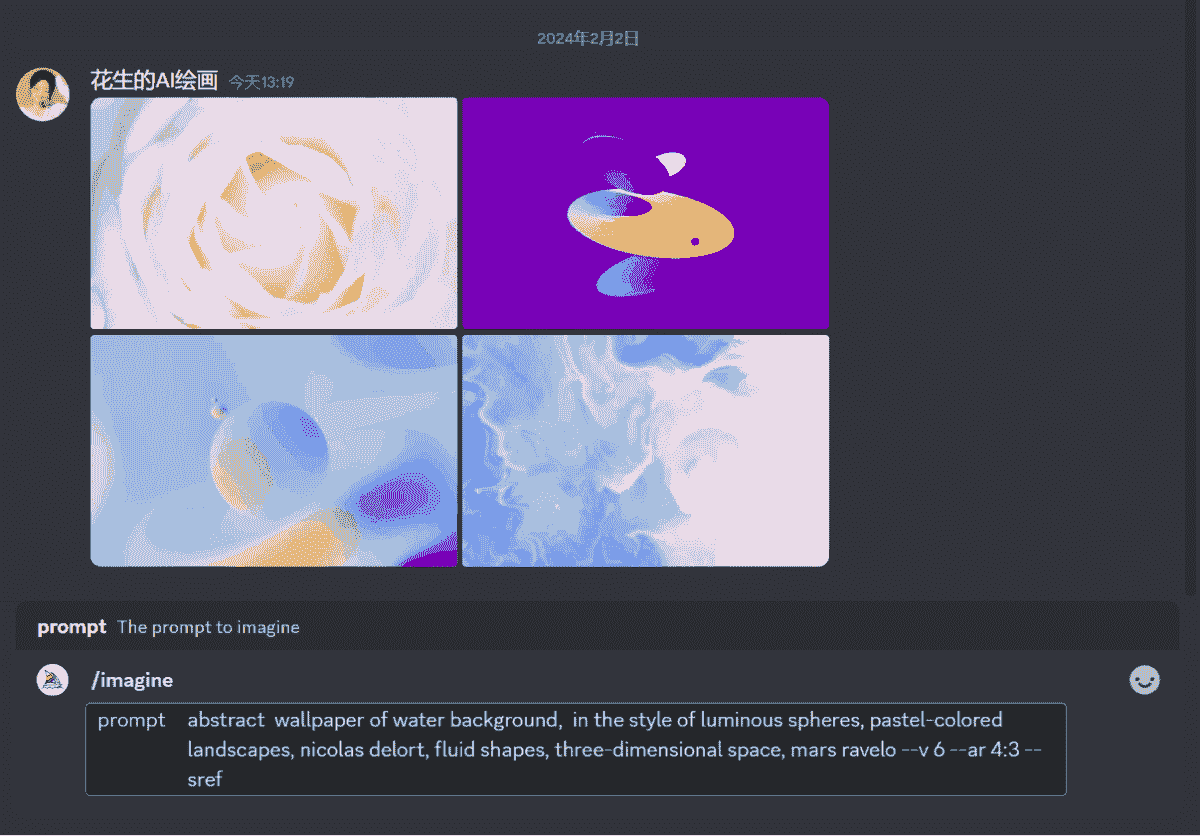 2024年2月2日
花生的AI绘画 今天13:19
prompt The prompt to imagine
/imagine
prompt abstract wallpaper of water background, in the style of luminous spheres, pastel-colored
landscapes, nicolas delort, fluid shapes, three-dimensional space, mars ravelo --v 6 --ar 4:3 --
sref